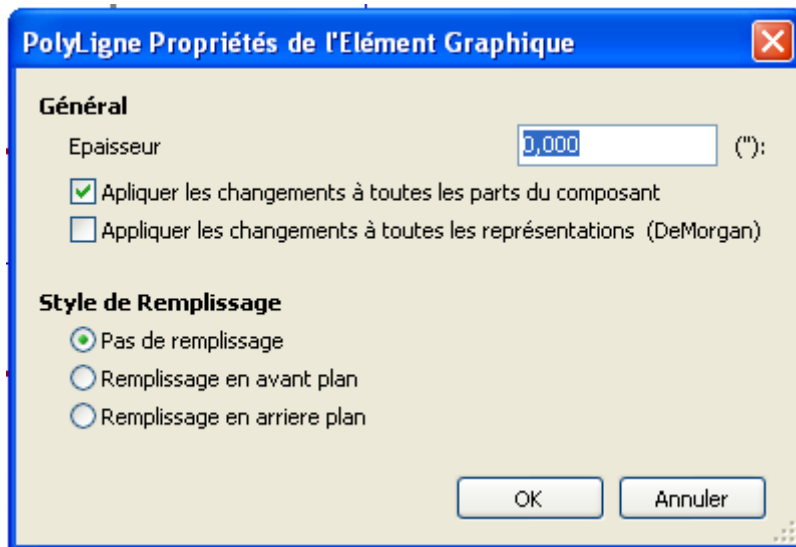 PolyLigne Propriétés de l'Elément Graphique
Général
Epaisseur 0,000 ("):
Apliquer les changements à toutes les parts du composant
Appliquer les changements à toutes les représentations (DeMorgan)
Style de Remplissage
Pas de remplissage
Remplissage en avant plan
Remplissage en arriere plan
OK Annuler